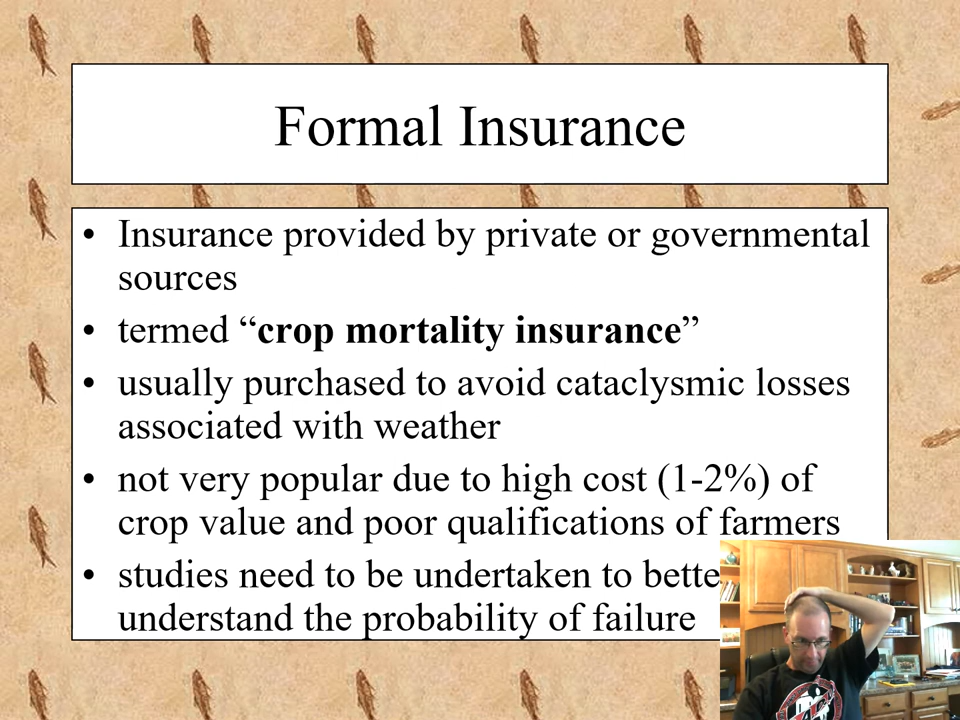 Formal Insurance
• Insurance provided by private or governmental
sources
• termed “crop mortality insurance”
• usually purchased to avoid cataclysmic losses
associated with weather
• not very popular due to high cost (1-2%) of
crop value and poor qualifications of farmers
• studies need to be undertaken to bette
understand the probability of failure